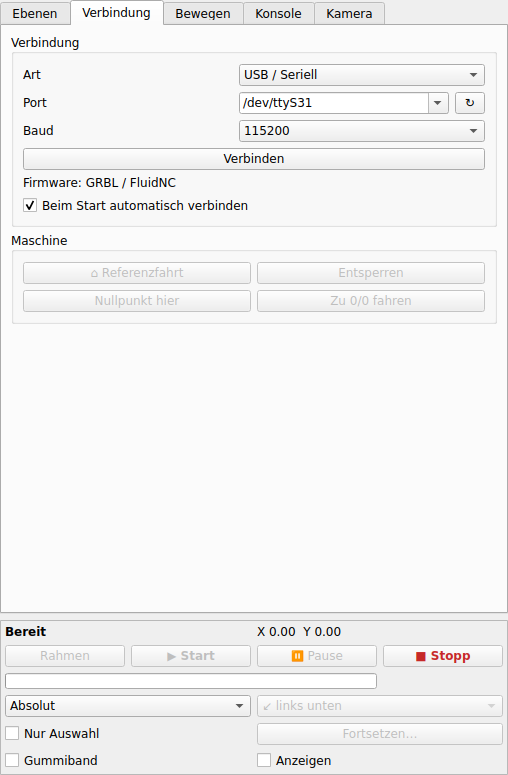 Ebenen Verbindung Bewegen Konsole Kamera
Verbindung
Art USB / Seriell
Port /dev/ttyS31 ↻
Baud 115200
Verbinden
Firmware: GRBL / FluidNC
Beim Start automatisch verbinden
Maschine
⌂ Referenzfahrt Entsperren
Nullpunkt hier Zu 0/0 fahren
Bereit X 0.00 Y 0.00
Rahmen ▶ Start ⏸ Pause ■ Stopp
Absolut ↙ links unten
Nur Auswahl Fortsetzen...
Gummiband Anzeigen